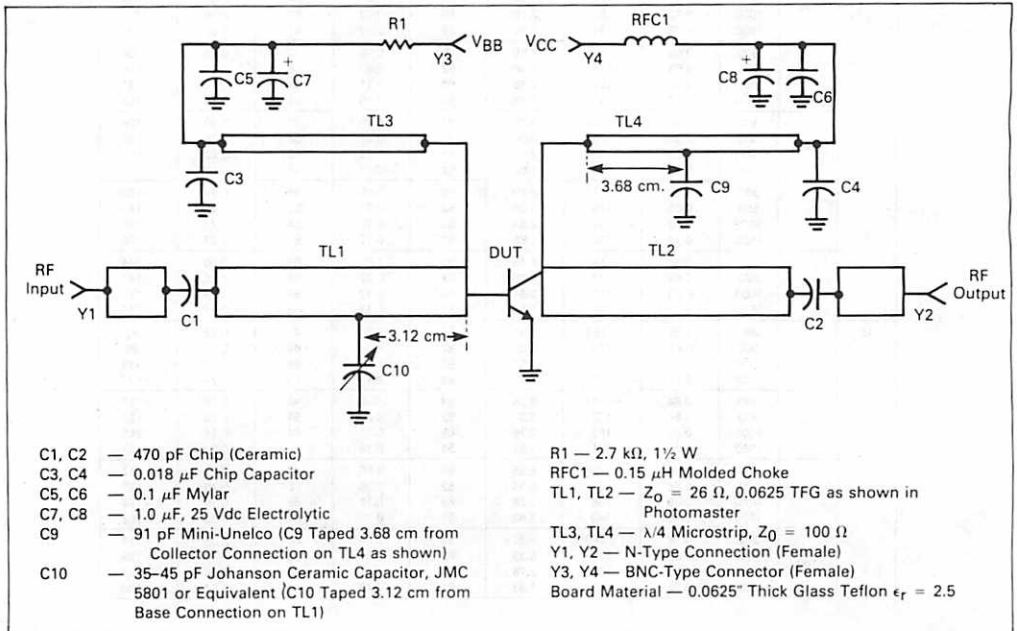 R1
RFC1
VBB
VCC
Y3
Y4
C5
C7
+
C8
+
C6
TL3
TL4
C3
3.68 cm.
C9
C4
TL1
DUT
TL2
RF
Input
Y1
C1
C2
Y2
RF
Output
3.12 cm
C10
C1, C2 — 470 pF Chip (Ceramic)
C3, C4 — 0.018 μF Chip Capacitor
C5, C6 — 0.1 μF Mylar
C7, C8 — 1.0 μF, 25 Vdc Electrolytic
C9 — 91 pF Mini-Unelco (C9 Taped 3.68 cm from
Collector Connection on TL4 as shown)
C10 — 35–45 pF Johanson Ceramic Capacitor, JMC
5801 or Equivalent (C10 Taped 3.12 cm from
Base Connection on TL1)
R1 — 2.7 kΩ, 1½ W
RFC1 — 0.15 μH Molded Choke
TL1, TL2 — ZO = 26 Ω, 0.0625 TFG as shown in
Photomaster
TL3, TL4 — λ/4 Microstrip, Z0 = 100 Ω
Y1, Y2 — N-Type Connection (Female)
Y3, Y4 — BNC-Type Connector (Female)
Board Material — 0.0625" Thick Glass Teflon εr = 2.5